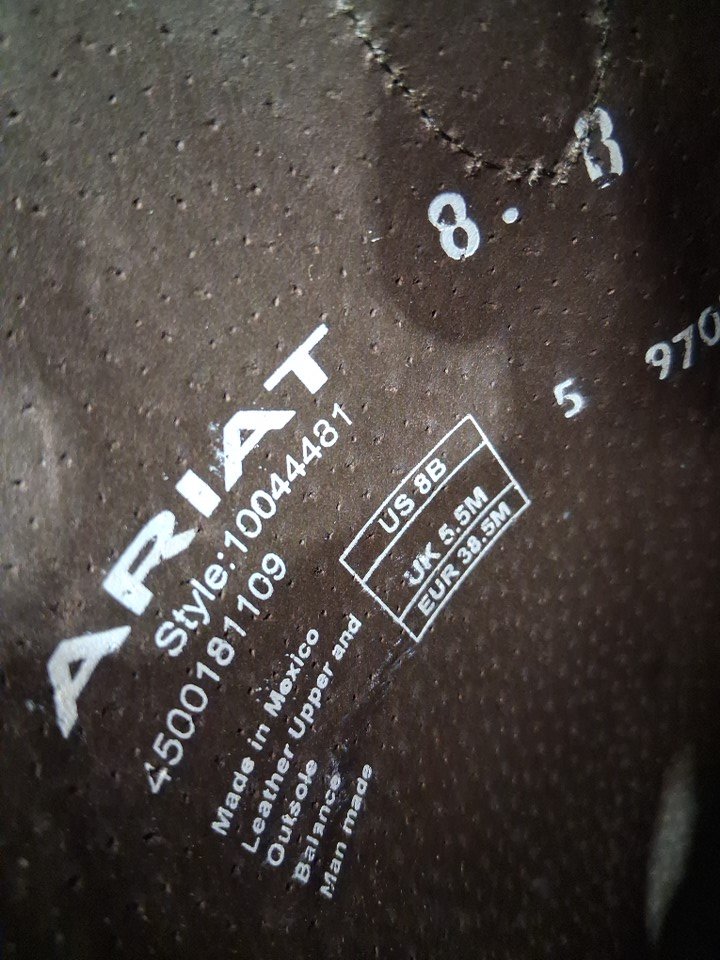 8. B
5 970
ARIAT
Style:10044481
4500181109
US 8B
UK 5.5M
EUR 38.5M
Made in Mexico
Leather Upper and
Outsole
Balance
Man made